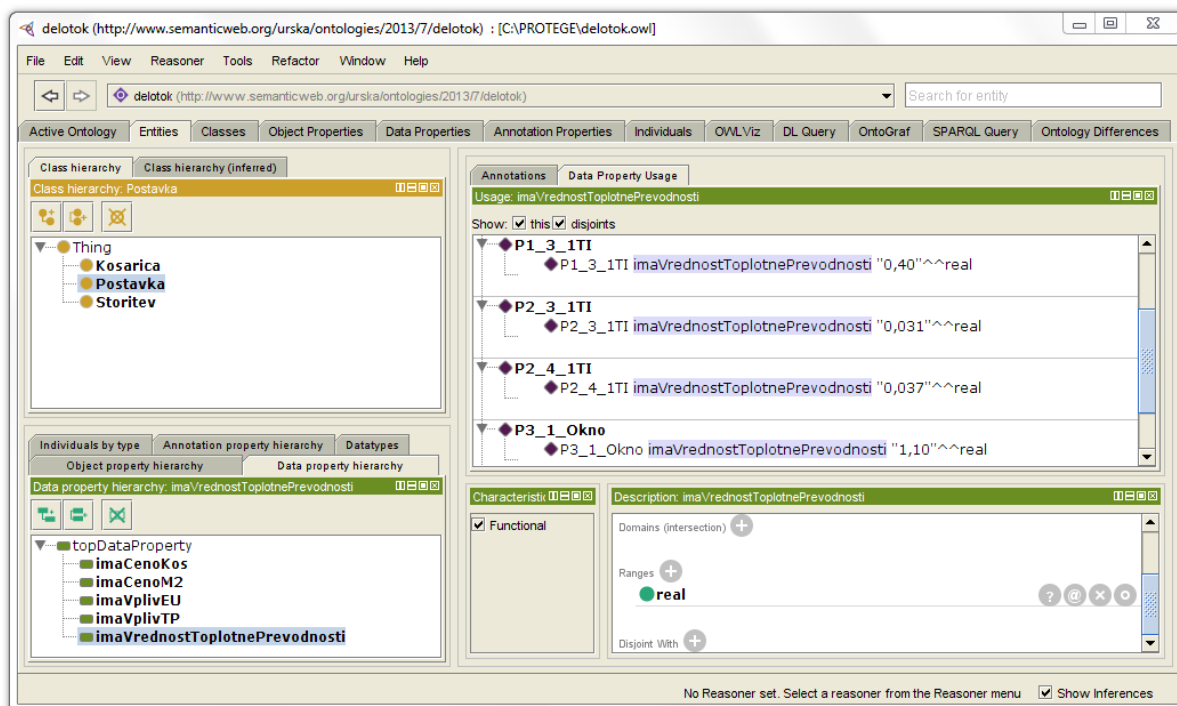 delotok (http://www.semanticweb.org/urska/ontologies/2013/7/delotok) : [C:\PROTEGE\delotok.owl]
File Edit View Reasoner Tools Refactor Window Help
delotok (http://www.semanticweb.org/urska/ontologies/2013/7/delotok)
Search for entity
Active Ontology Entities Classes Object Properties Data Properties Annotation Properties Individuals OWLViz DL Query OntoGraf SPARQL Query Ontology Differences
Class hierarchy Class hierarchy (inferred)
Class hierarchy: Postavka
Thing
Kosarica
Postavka
Storitev
Individuals by type Annotation property hierarchy Datatypes
Object property hierarchy Data property hierarchy
Data property hierarchy: imaVrednostToplotnePrevodnosti
topDataProperty
imaCenoKos
imaCenoM2
imaVplivEU
imaVplivTP
imaVrednostToplotnePrevodnosti
Annotations Data Property Usage
Usage: imaVrednostToplotnePrevodnosti
Show: this disjoints
P1_3_1TI
P1_3_1TI imaVrednostToplotnePrevodnosti "0,40"^^real
P2_3_1TI
P2_3_1TI imaVrednostToplotnePrevodnosti "0,031"^^real
P2_4_1TI
P2_4_1TI imaVrednostToplotnePrevodnosti "0,037"^^real
P3_1_Okno
P3_1_Okno imaVrednostToplotnePrevodnosti "1,10"^^real
Characteristic
Functional
Description: imaVrednostToplotnePrevodnosti
Domains (intersection)
Ranges
real
Disjoint With
No Reasoner set. Select a reasoner from the Reasoner menu Show Inferences